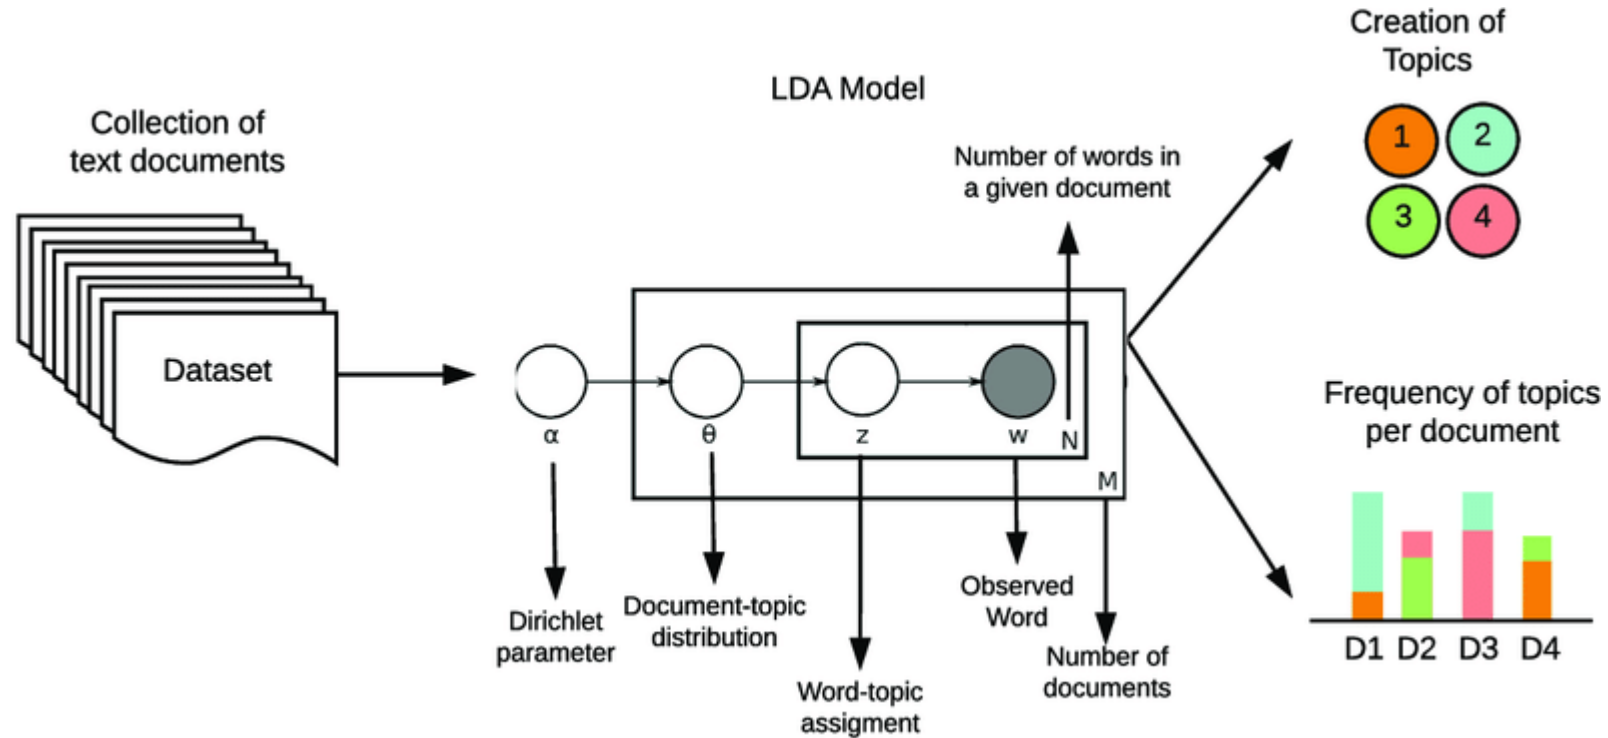 Collection of
text documents
Dataset
LDA Model
Number of words in
a given document
α
θ
z
w
N
M
Dirichlet
parameter
Document-topic
distribution
Word-topic
assigment
Observed
Word
Number of
documents
Creation of
Topics
1
2
3
4
Frequency of topics
per document
D1 D2 D3 D4